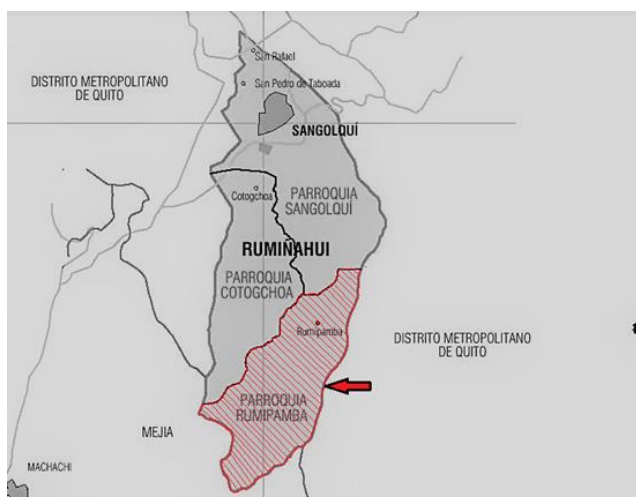 San Rafael
DISTRITO METROPOLITANO
DE QUITO
San Pedro de Taboada
SANGOLQUÍ
Cotogchoa
PARROQUIA
SANGOLQUÍ
RUMIÑAHUI
PARROQUIA
COTOGCHOA
Rumipamba
DISTRITO METROPOLITANO
DE QUITO
PARROQUIA
RUMIPAMBA
MEJIA
MACHACHI